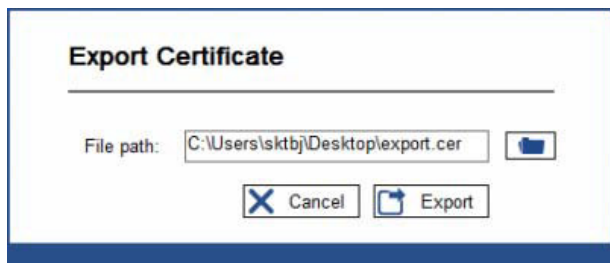 Export Certificate
File path: C:\Users\sktbj\Desktop\export.cer
Cancel Export